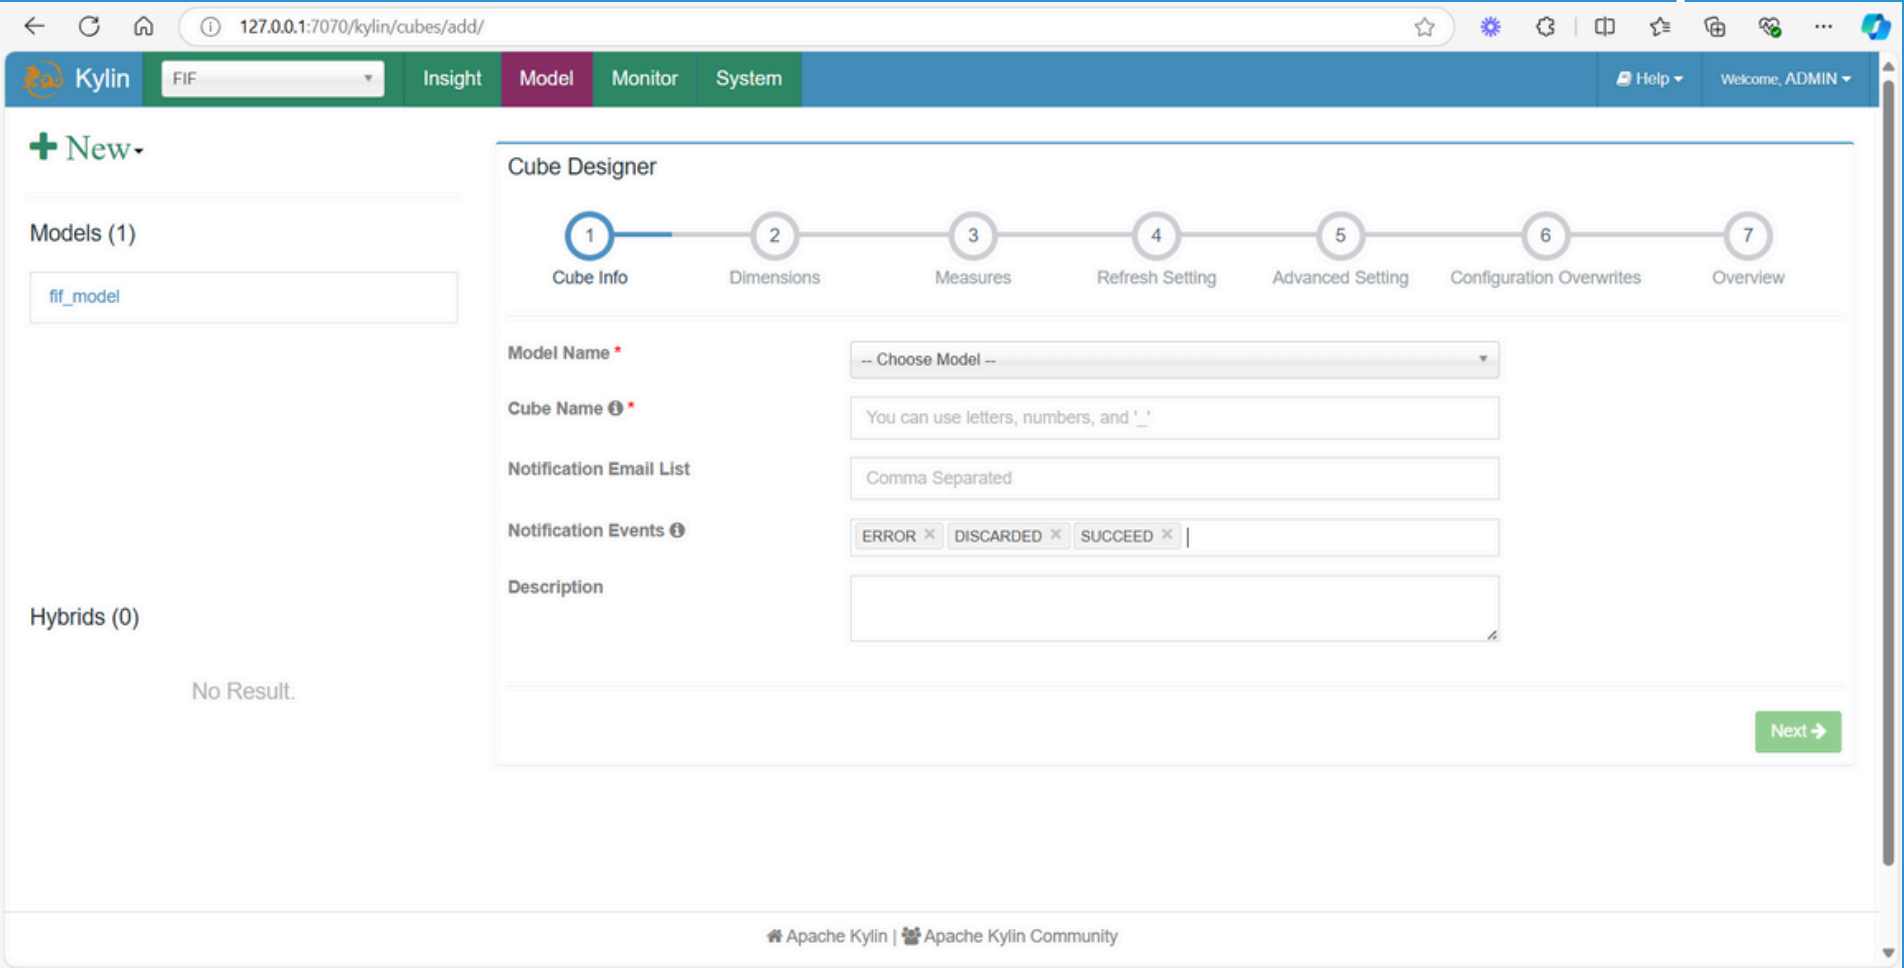 127.0.0.1:7070/kylin/cubes/add/
Kylin
FIF
Insight
Model
Monitor
System
Help
Welcome, ADMIN
New
Models (1)
fif_model
Hybrids (0)
No Result.
Cube Designer
1
2
3
4
5
6
7
Cube Info
Dimensions
Measures
Refresh Setting
Advanced Setting
Configuration Overwrites
Overview
Model Name *
-- Choose Model --
Cube Name *
You can use letters, numbers, and '_'
Notification Email List
Comma Separated
Notification Events
ERROR × DISCARDED × SUCCEED ×
Description
Next
Apache Kylin | Apache Kylin Community